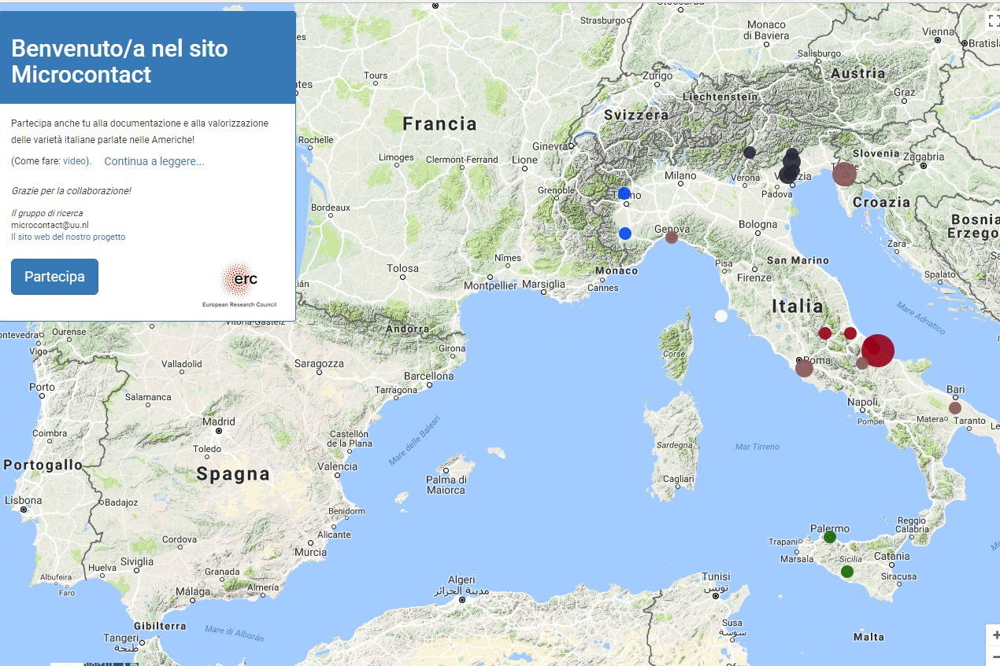 Benvenuto/a nel sito
Microcontact
Partecipa anche tu alla documentazione e alla valorizzazione
delle varietà italiane parlate nelle Americhe!
(Come fare: video). Continua a leggere...
Grazie per la collaborazione!
Il gruppo di ricerca
microcontact@uu.nl
Il sito web del nostro progetto
Partecipa
erc
European Research Council
Strasburgo
Monaco
di Baviera
Vienna
Salisburgo
Tours
Zurigo
Liechtenstein
Austria
Graz
Francia
Svizzera
Rochelle
Ginevra
Limoges
Clermont-Ferrand
Lione
Slovenia
Zagabria
Milano
Trieste
Verona
Padova
Grenoble
Torino
Croazia
Bordeaux
Genova
Bologna
Bosnia
Erzego
Zara
Nîmes
San Marino
Tolosa
Pisa
Monaco
Firenze
Spalato
Montpellier
Marsiglia
Cannes
Italia
Mare Adriatico
Vitoria-Gasteiz
Andorra
Ourense
Vigo
Girona
Corse
Valladolid
Saragozza
Roma
Barcellona
Porto
Tarragona
Salamanca
Bari
Napoli
Pompei
Matera
Taranto
Madrid
Coimbra
Castellón
de la Plana
Mare delle Baleari
Toledo
Sardegna
Mar Tirreno
Portogallo
Spagna
Valencia
Palma di
Maiorca
Cagliari
Lisbona
Badajoz
Benidorm
Alicante
Reggio
Calabria
Palermo
Cordova
Murcia
Trapani
Marsala
Sicilia
Catania
Siviglia
Huelva
Granada
Albufeira
Faro
Almería
Málaga
Siracusa
Algeri
مدينة الجزائر
Tunisi
تونس
Gibilterra
Mare di Alborán
Susa
سوسة
Tangeri
طنجة
Malta